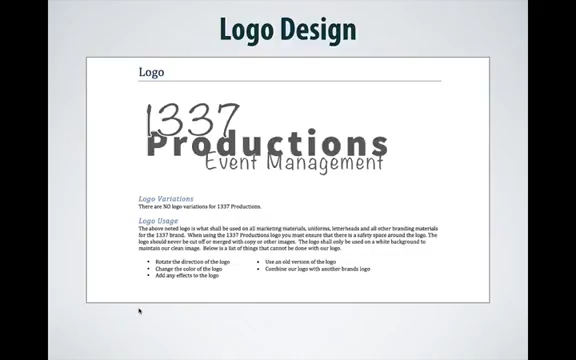 Logo Design
Logo
1337
Productions
Event Management
Logo Variations
There are NO logo variations for 1337 Productions.
Logo Usage
The above noted logo is what shall be used on all marketing materials, uniforms, letterheads and all other branding materials
for the 1337 brand. When using the 1337 Productions logo you must ensure that there is a safety space around the logo. The
logo should never be cut off or merged with copy or other images. The logo shall only be used on a white background to
maintain our clean image. Below is a list of things that cannot be done with our logo.
• Rotate the direction of the logo
• Change the color of the logo
• Add any effects to the logo
• Use an old version of the logo
• Combine our logo with another brands logo